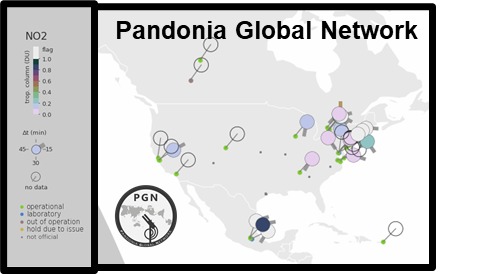 Pandonia Global Network
NO2
flag
trop. column (DU)
1.0
0.8
0.6
0.4
0.2
0.0
Δt (min)
45
15
30
no data
operational
laboratory
out of operation
hold due to issue
not official
PGN